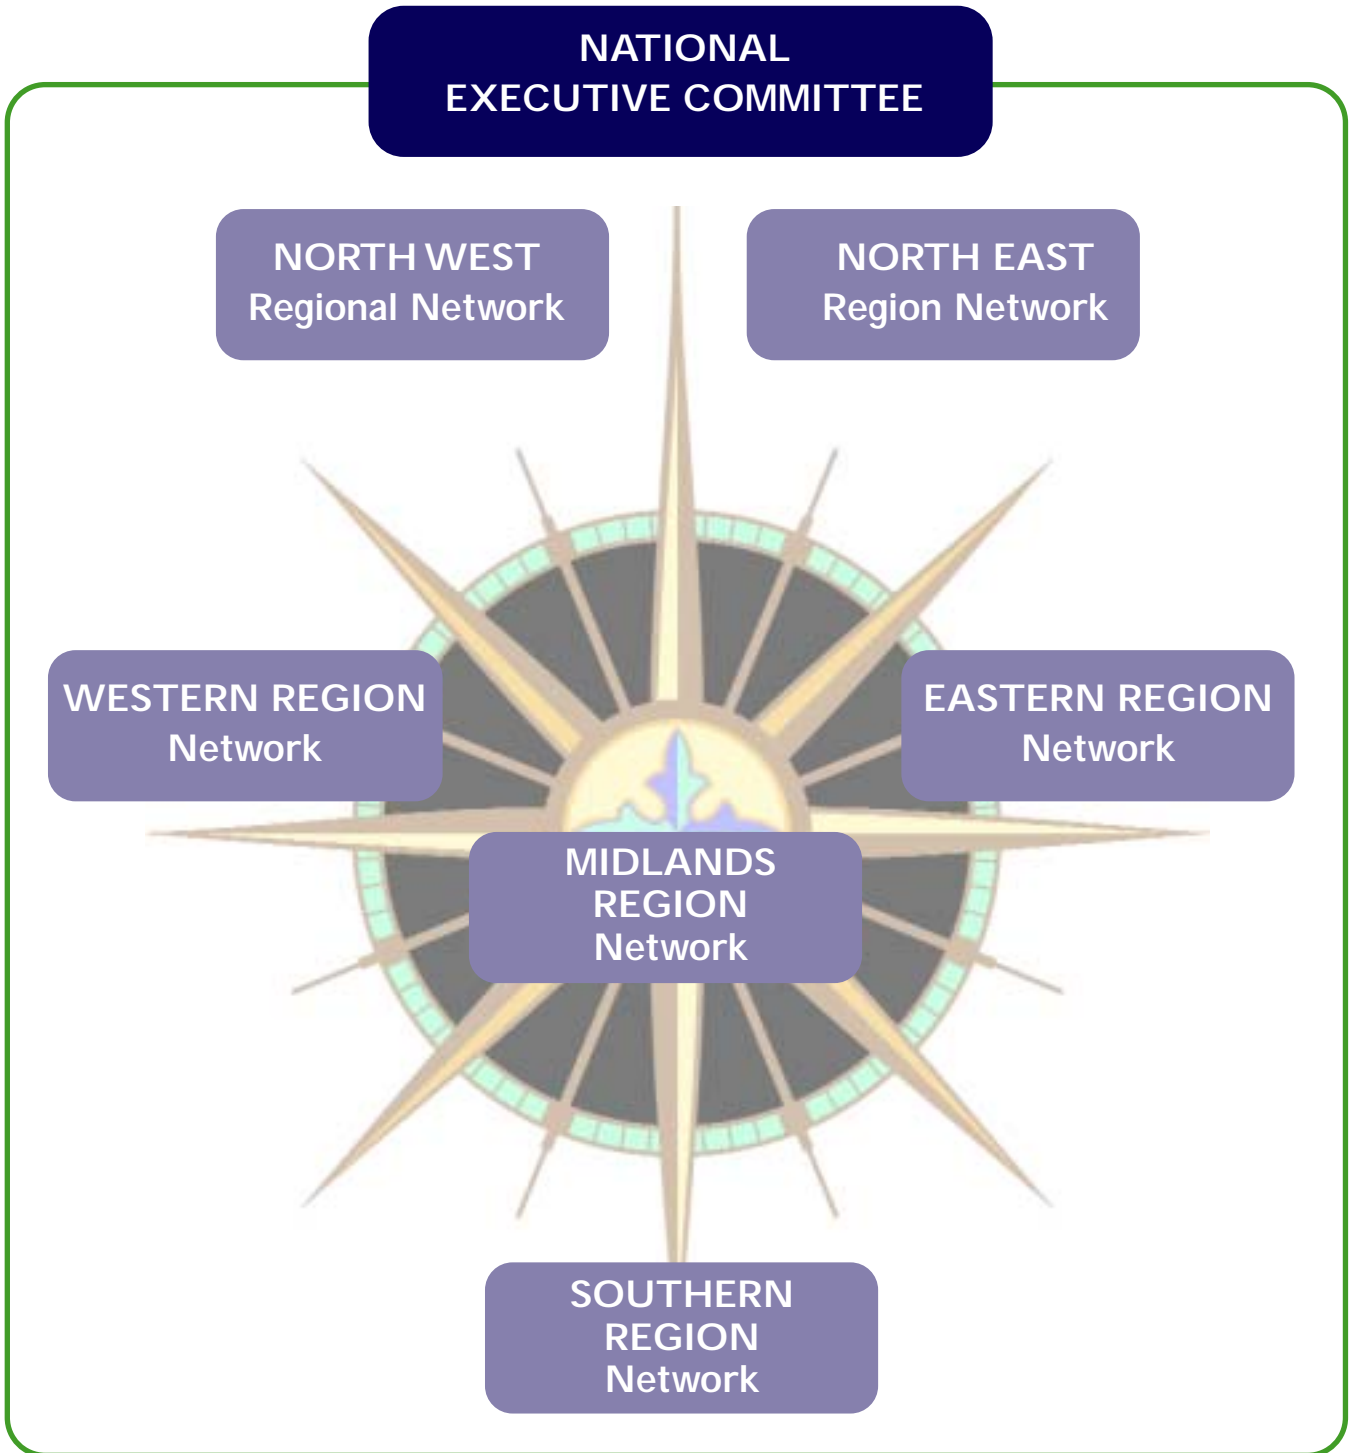 NATIONAL
EXECUTIVE COMMITTEE
NORTH WEST
Regional Network
NORTH EAST
Region Network
WESTERN REGION
Network
EASTERN REGION
Network
MIDLANDS
REGION
Network
SOUTHERN
REGION
Network